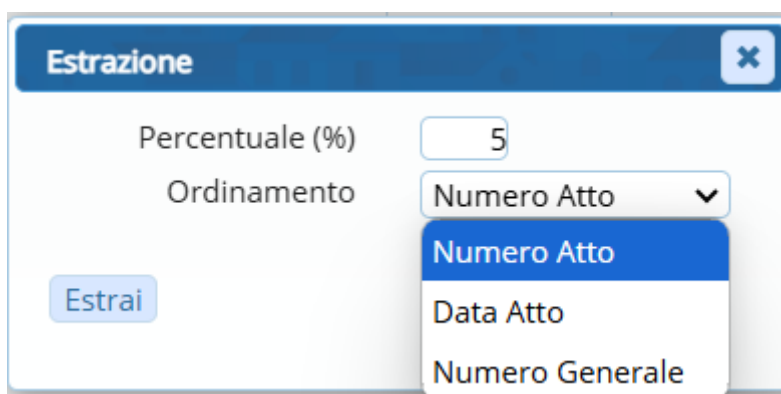 Estrazione
Percentuale (%) 5
Ordinamento Numero Atto
Numero Atto
Estrai
Data Atto
Numero Generale